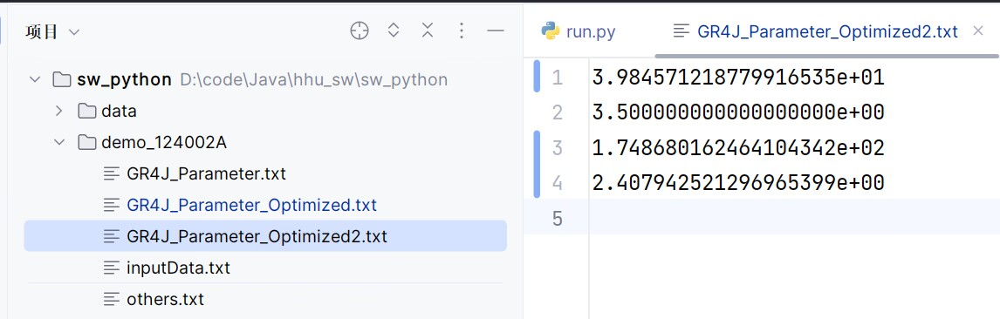 项目
sw_python D:\code\Java\hhu_sw\sw_python
data
demo_124002A
GR4J_Parameter.txt
GR4J_Parameter_Optimized.txt
GR4J_Parameter_Optimized2.txt
inputData.txt
others.txt
run.py GR4J_Parameter_Optimized2.txt
1 3.984571218779916535e+01
2 3.500000000000000000e+00
3 1.748680162464104342e+02
4 2.407942521296965399e+00
5